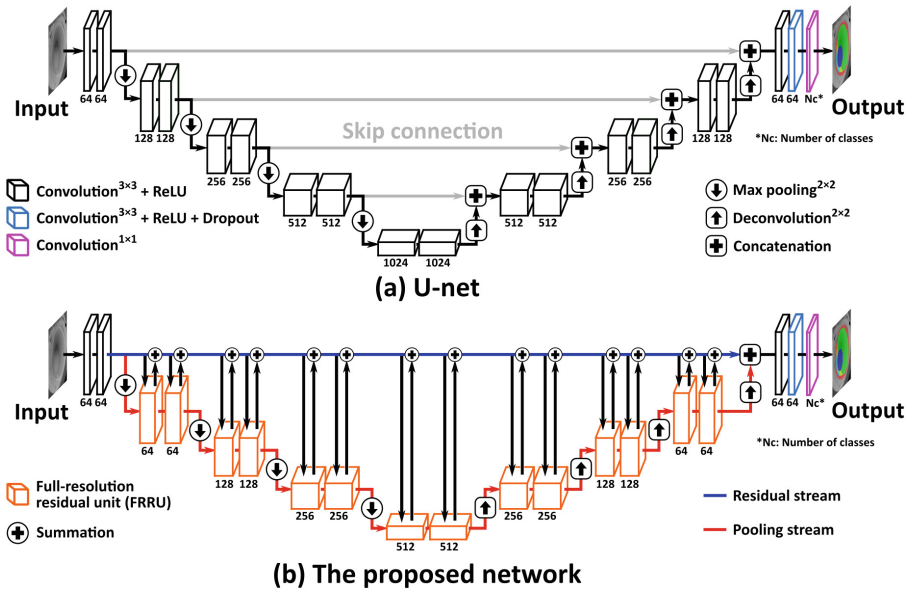 Input
64 64
128 128
256 256
512 512
1024 1024
512 512
256 256
128 128
64 64 Nc*
Output
Skip connection
*Nc: Number of classes
Convolution3×3 + ReLU
Convolution3×3 + ReLU + Dropout
Convolution1×1
Max pooling2×2
Deconvolution2×2
Concatenation
(a) U-net
Input
64 64
64 64
128 128
256 256
512 512
256 256
128 128
64 64
64 64 Nc*
Output
*Nc: Number of classes
Full-resolution
residual unit (FRRU)
Summation
Residual stream
Pooling stream
(b) The proposed network